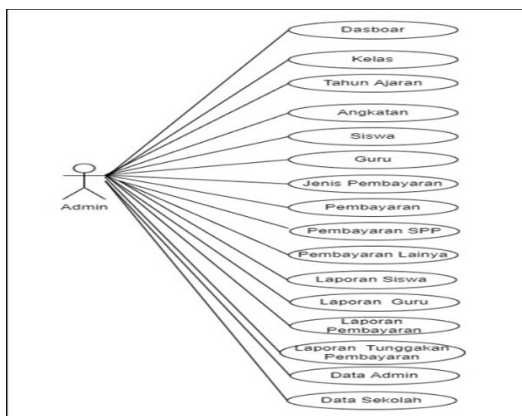 Dasboar
Kelas
Tahun Ajaran
Angkatan
Siswa
Guru
Jenis Pembayaran
Pembayaran
Pembayaran SPP
Pembayaran Lainya
Laporan Siswa
Laporan Guru
Laporan
Pembayaran
Laporan Tunggakan
Pembayaran
Data Admin
Data Sekolah
Admin